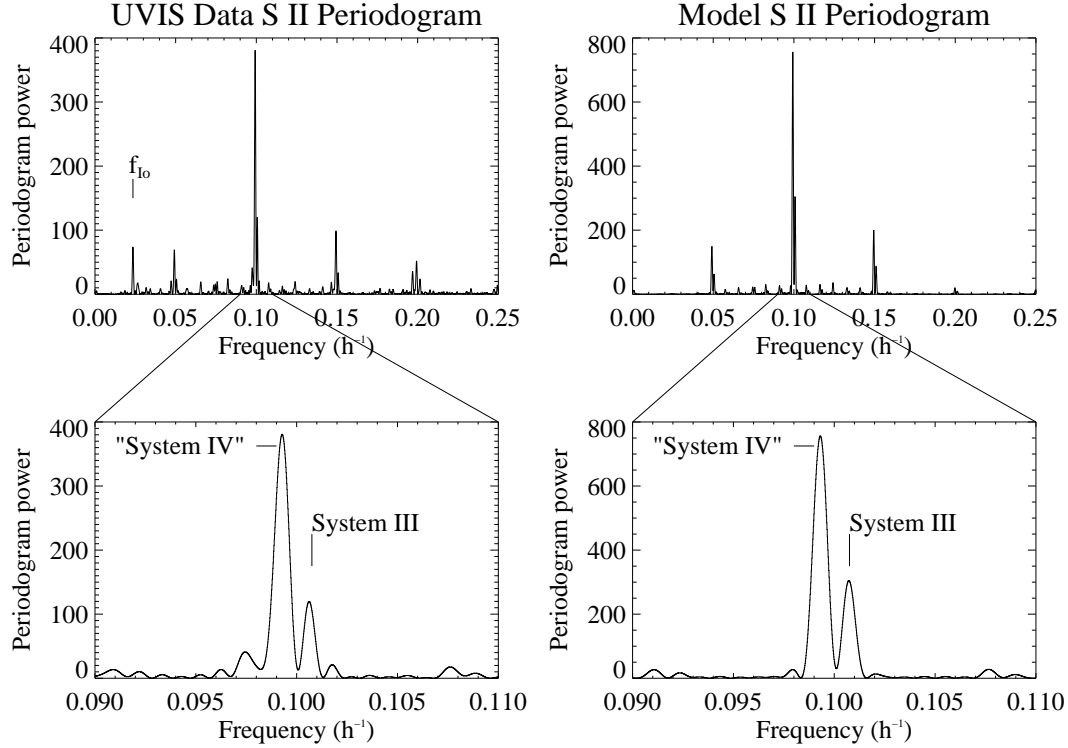 UVIS Data S II Periodogram
Periodogram power
400
300
200
100
0
f_Io
0.00 0.05 0.10 0.15 0.20 0.25
Frequency (h⁻¹)
Model S II Periodogram
Periodogram power
800
600
400
200
0
0.00 0.05 0.10 0.15 0.20 0.25
Frequency (h⁻¹)
Periodogram power
400
300
200
100
0
"System IV"
System III
0.090 0.095 0.100 0.105 0.110
Frequency (h⁻¹)
Periodogram power
800
600
400
200
0
"System IV"
System III
0.090 0.095 0.100 0.105 0.110
Frequency (h⁻¹)